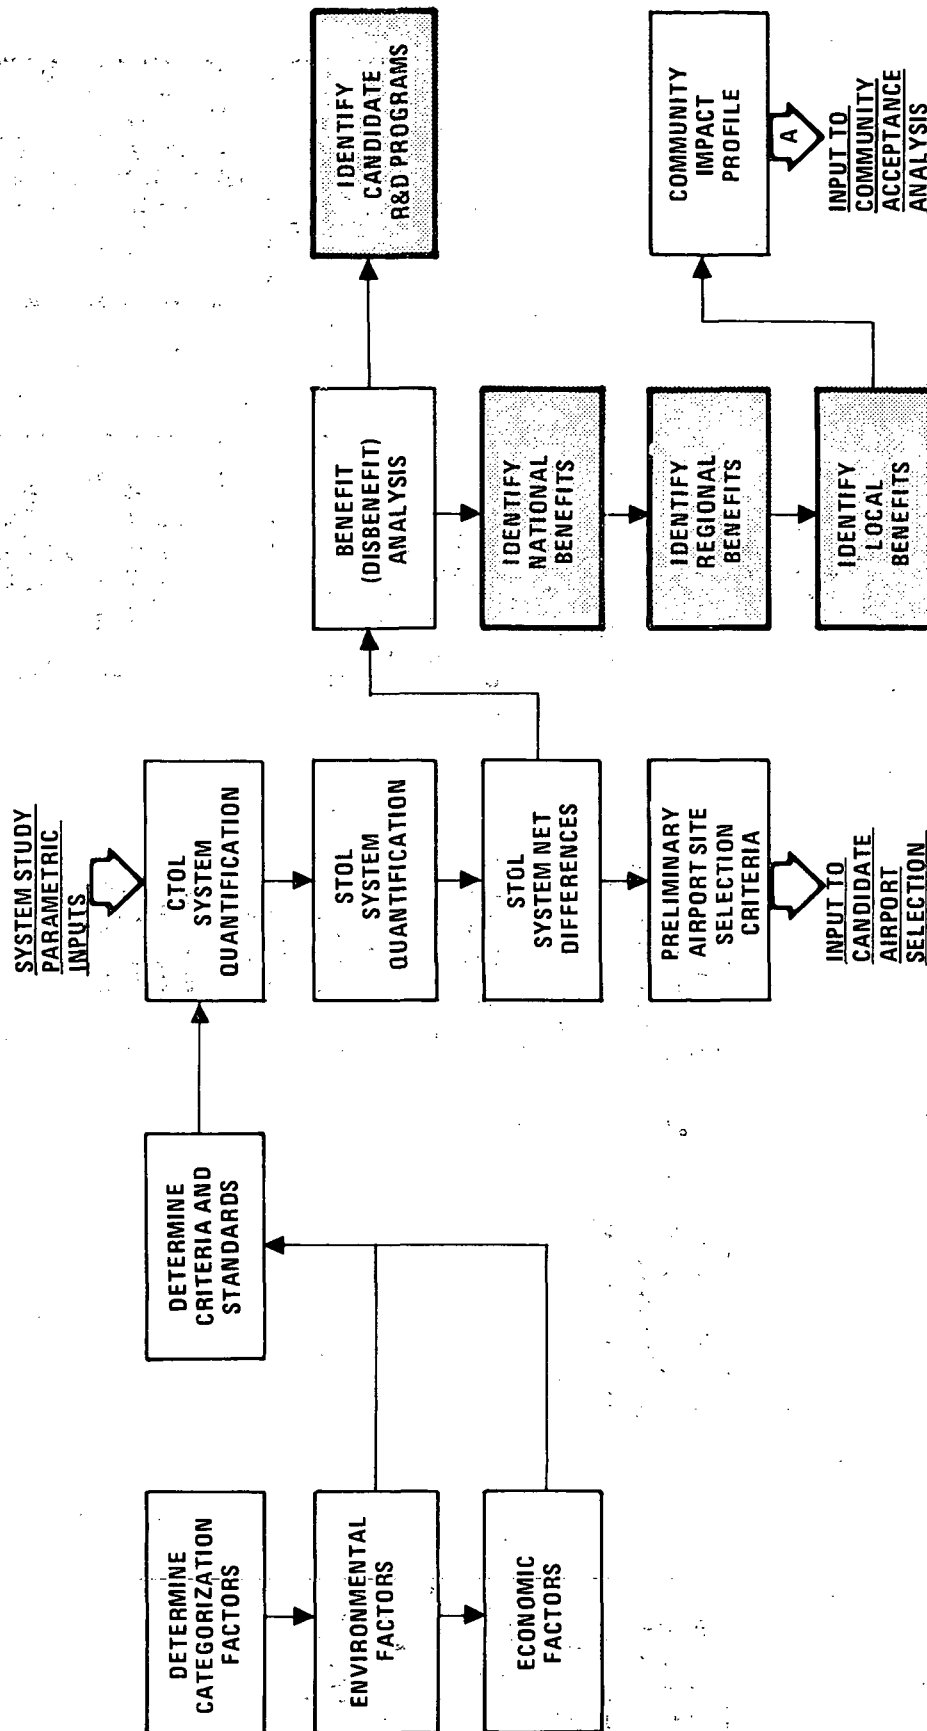 DETERMINE
CATEGORIZATION
FACTORS
ENVIRONMENTAL
FACTORS
ECONOMIC
FACTORS
DETERMINE
CRITERIA AND
STANDARDS
SYSTEM STUDY
PARAMETRIC
INPUTS
CTOL
SYSTEM
QUANTIFICATION
STOL
SYSTEM
QUANTIFICATION
STOL
SYSTEM NET
DIFFERENCES
PRELIMINARY
AIRPORT SITE
SELECTION
CRITERIA
INPUT TO
CANDIDATE
AIRPORT
SELECTION
BENEFIT
(DISBENEFIT)
ANALYSIS
IDENTIFY
NATIONAL
BENEFITS
IDENTIFY
REGIONAL
BENEFITS
IDENTIFY
LOCAL
BENEFITS
IDENTIFY
CANDIDATE
R&D PROGRAMS
COMMUNITY
IMPACT
PROFILE
A
INPUT TO
COMMUNITY
ACCEPTANCE
ANALYSIS